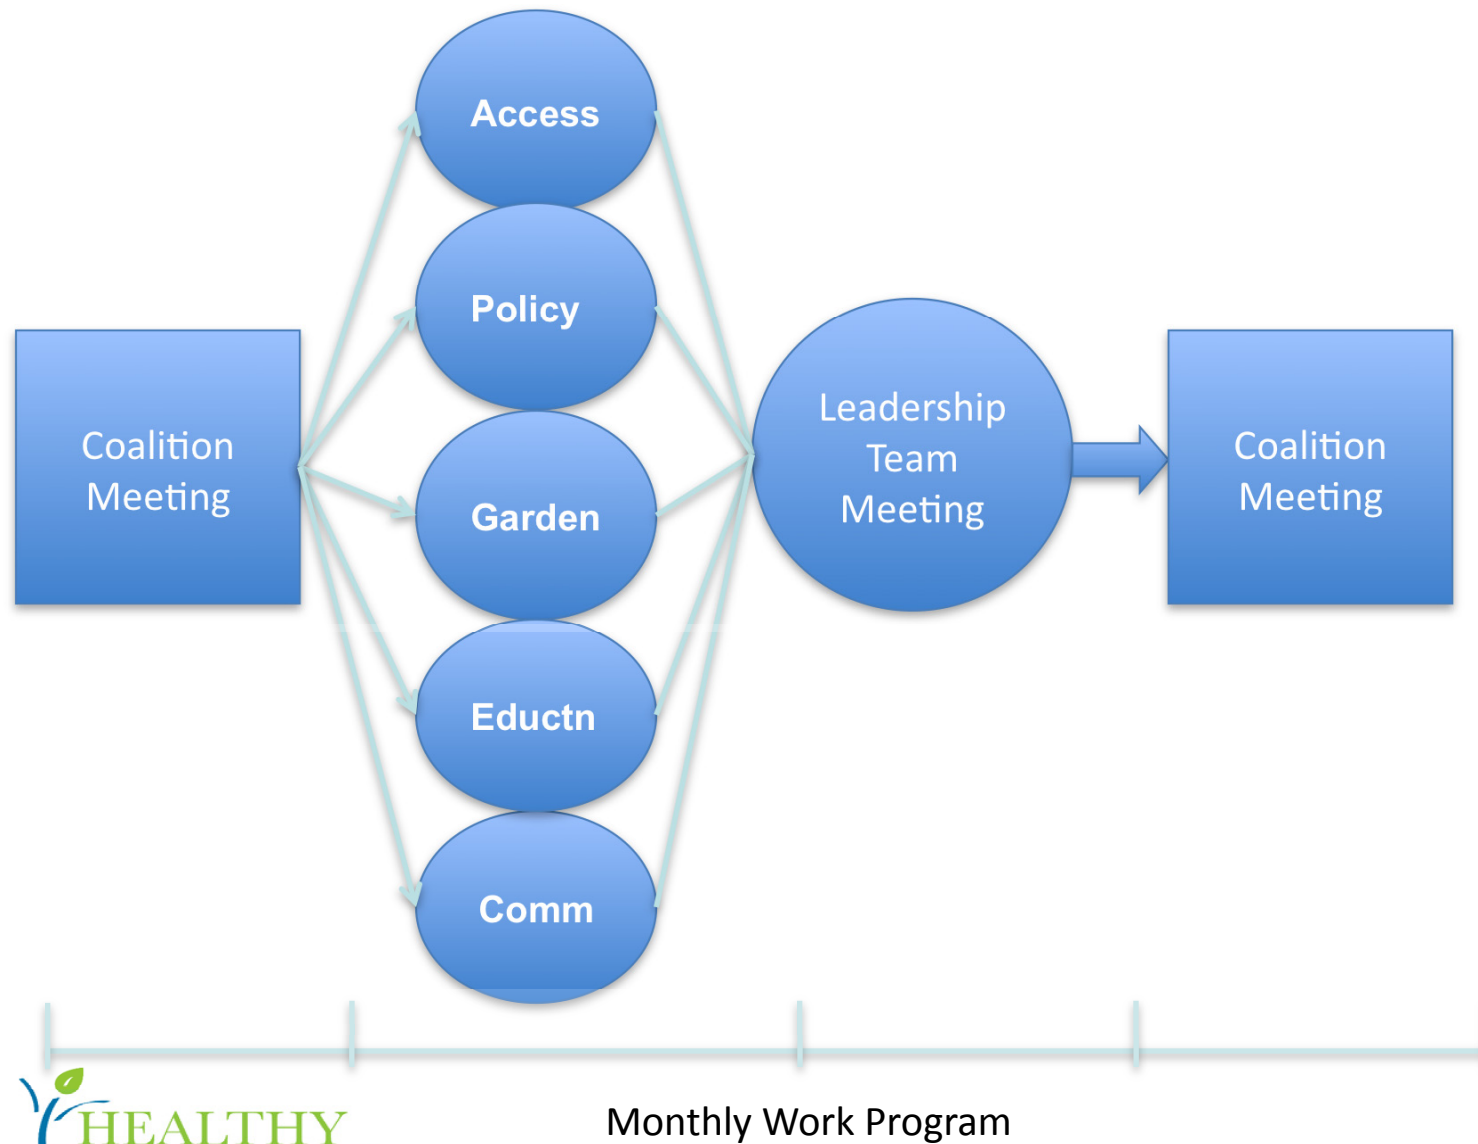 Access
Policy
Coalition
Meeting
Garden
Eductn
Comm
Leadership
Team
Meeting
Coalition
Meeting
HEALTHY
Monthly Work Program